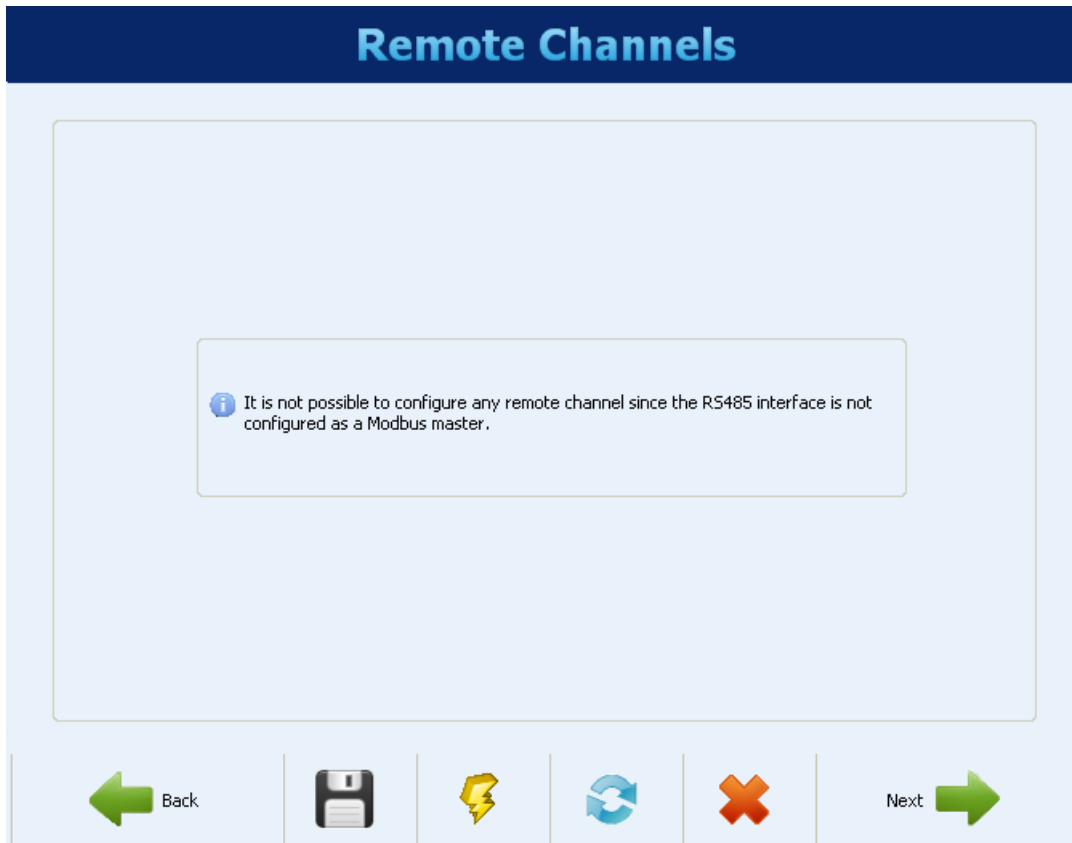 Remote Channels
It is not possible to configure any remote channel since the RS485 interface is not
configured as a Modbus master.
Back
Next